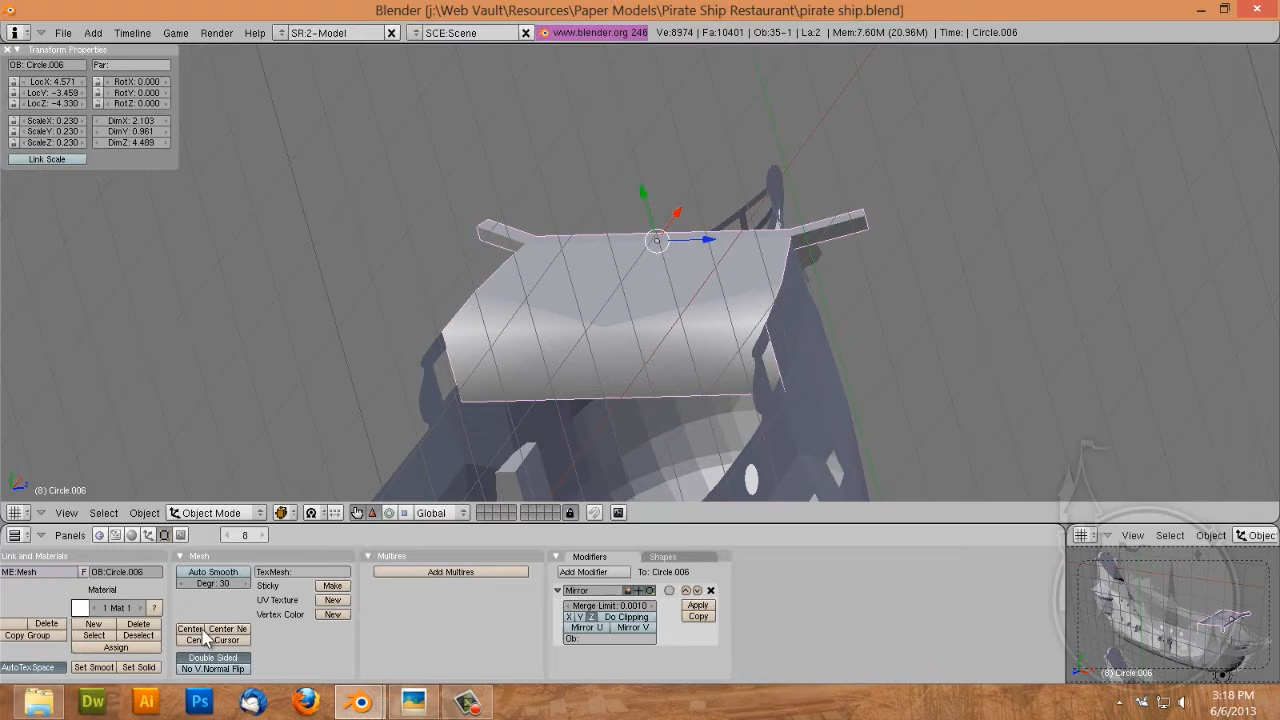 Blender [j:\Web Vault\Resources\Paper Models\Pirate Ship Restaurant\pirate ship.blend]
File Add Timeline Game Render Help SR:2-Model SCE:Scene www.blender.org 246 Ve:6974 | Fa:10401 | Ob:35-1 | La:2 | Mem:7.60M (20.96M) | Time: | Circle.006
Transform Properties
OB: Circle.006 Par:
LocX: 4.571 RotX: 0.000
LocY: -3.459 RotY: 0.000
LocZ: -4.330 RotZ: 0.000
ScaleX: 0.230 DimX: 2.103
ScaleY: 0.230 DimY: 0.961
ScaleZ: 0.230 DimZ: 4.489
Link Scale
(8) Circle.006
View Select Object Object Mode Global
Panels 8 View Select Object Objec
Link and Materials Mesh Multires Modifiers Shapes
ME:Mesh F OB:Circle.006 Auto Smooth TexMesh: Add Multires Add Modifier To: Circle.006
Material Degr: 30 Sticky Make
1 Mat 1 ? UV Texture New Mirror
Vertex Color New Merge Limit: 0.0010 Apply
Delete New Delete Center Center Ne X Y Z Do Clipping Copy
Copy Group Select Deselect Cursor Mirror U Mirror V
Assign Ob:
AutoTexSpace Set Smoot Set Solid Double Sided
No V.Normal Flip
(8) Circle.006
Dw Ai Ps
3:18 PM
6/6/2013